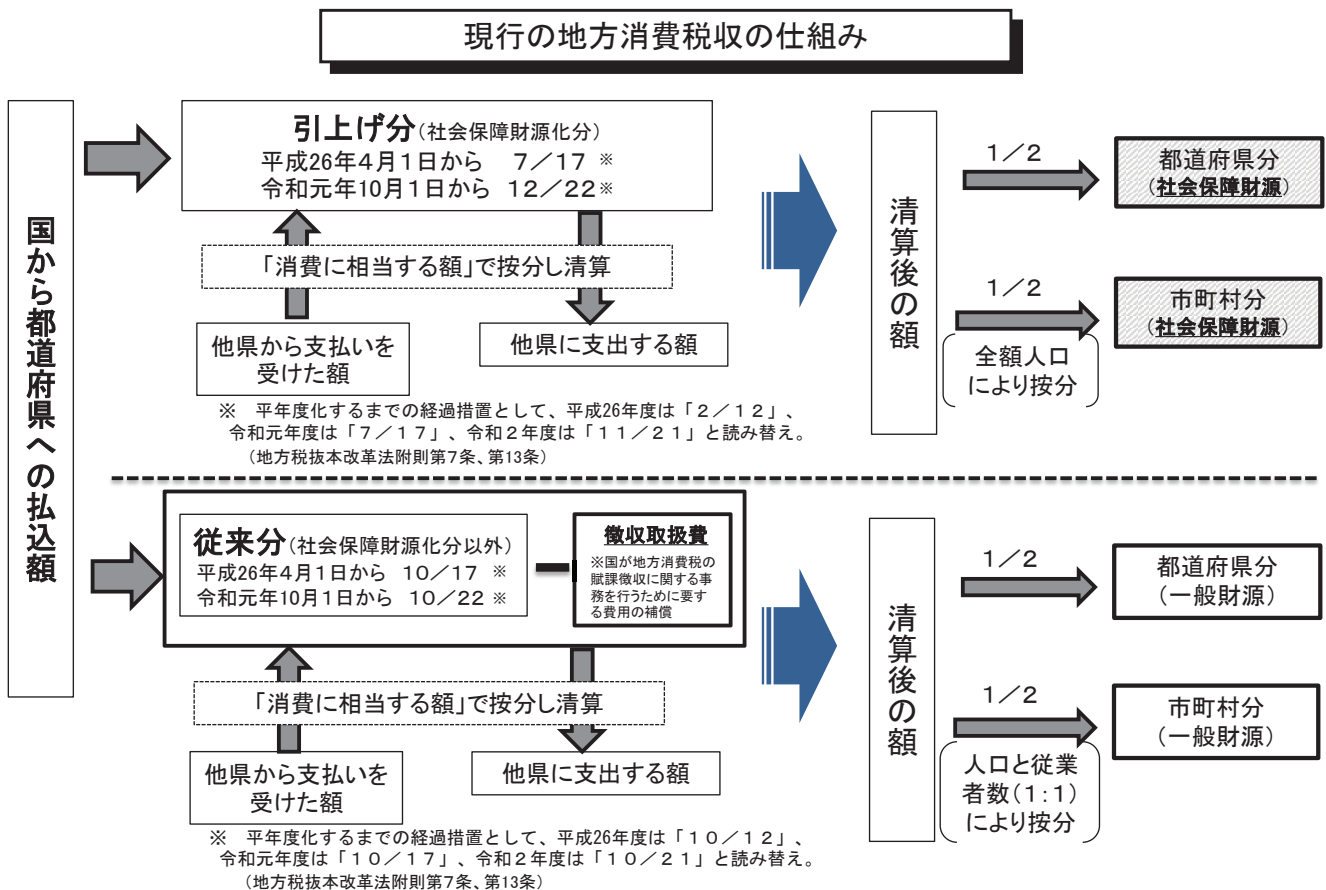 現行の地方消費税収の仕組み
国から都道府県への払込額
引上げ分(社会保障財源化分)
平成26年4月1日から 7/17 ※
令和元年10月1日から 12/22※
「消費に相当する額」で按分し清算
他県から支払いを
受けた額
他県に支出する額
※ 平年度化するまでの経過措置として、平成26年度は「2/12」、
令和元年度は「7/17」、令和2年度は「11/21」と読み替え。
(地方税抜本改革法附則第7条、第13条)
清算後の額
1/2
都道府県分
(社会保障財源)
1/2
全額人口
により按分
市町村分
(社会保障財源)
従来分(社会保障財源化分以外)
平成26年4月1日から 10/17 ※
令和元年10月1日から 10/22 ※
徴収取扱費
※国が地方消費税の
賦課徴収に関する事
務を行うために要す
る費用の補償
「消費に相当する額」で按分し清算
他県から支払いを
受けた額
他県に支出する額
※ 平年度化するまでの経過措置として、平成26年度は「10/12」、
令和元年度は「10/17」、令和2年度は「10/21」と読み替え。
(地方税抜本改革法附則第7条、第13条)
清算後の額
1/2
都道府県分
(一般財源)
1/2
人口と従業
者数(1:1)
により按分
市町村分
(一般財源)